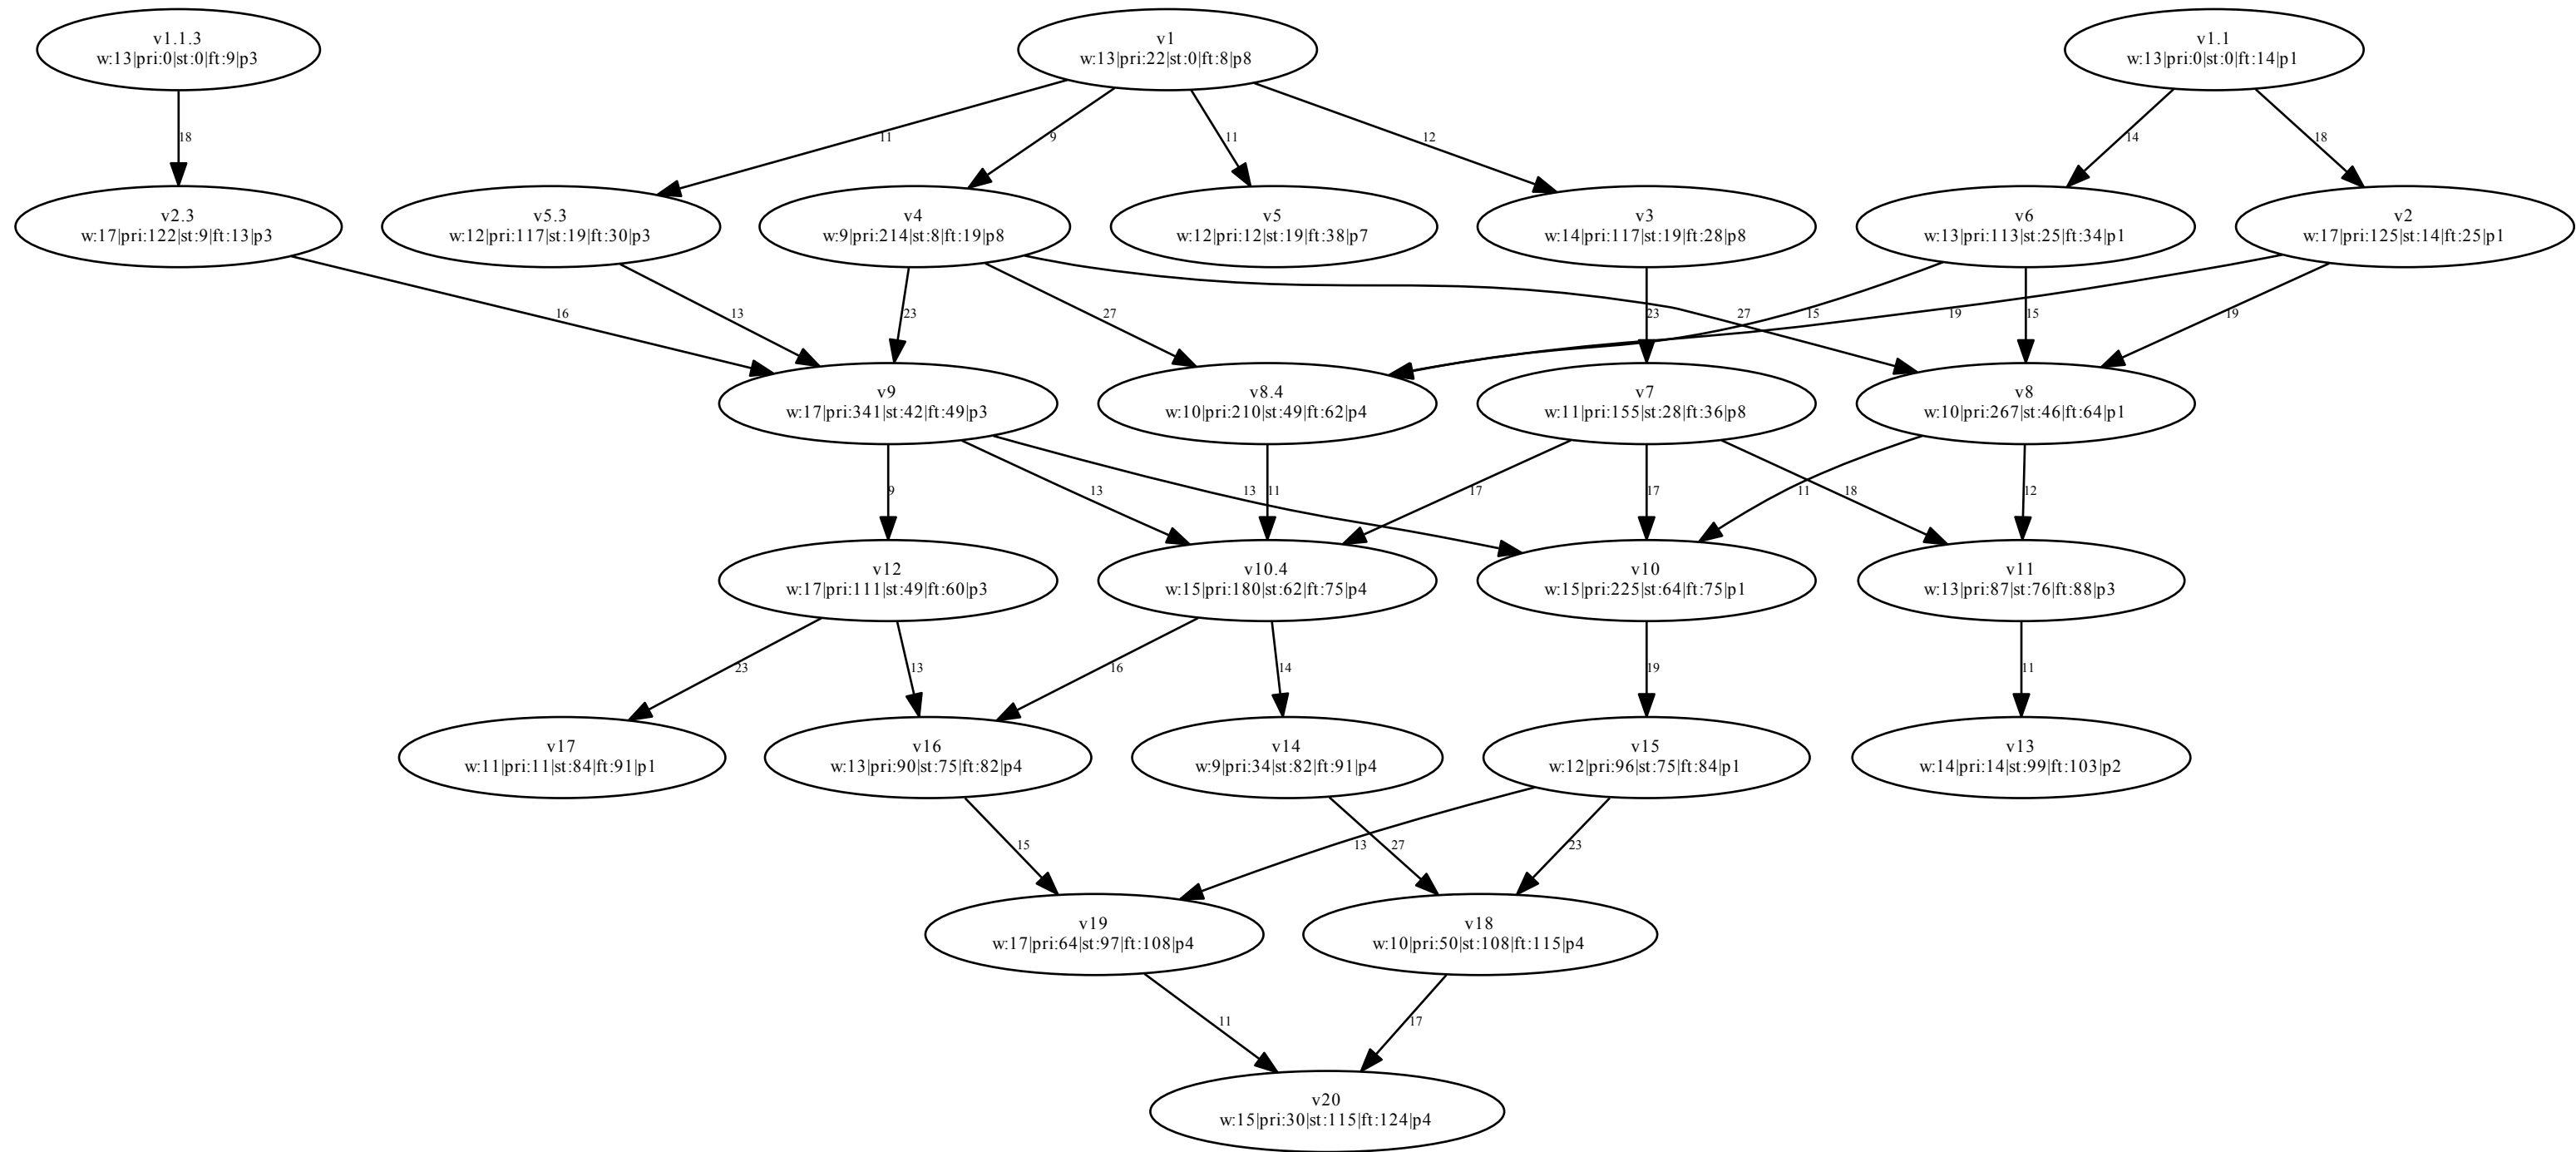 v1.1.3
w:13|pri:0|st:0|ft:9|p3
v1
w:13|pri:22|st:0|ft:8|p8
v1.1
w:13|pri:0|st:0|ft:14|p1
18
11
9
11
12
14
18
v2.3
w:17|pri:122|st:9|ft:13|p3
v5.3
w:12|pri:117|st:19|ft:30|p3
v4
w:9|pri:214|st:8|ft:19|p8
v5
w:12|pri:12|st:19|ft:38|p7
v3
w:14|pri:117|st:19|ft:28|p8
v6
w:13|pri:113|st:25|ft:34|p1
v2
w:17|pri:125|st:14|ft:25|p1
16
13
23
27
23
27
15
19
15
19
v9
w:17|pri:341|st:42|ft:49|p3
v8.4
w:10|pri:210|st:49|ft:62|p4
v7
w:11|pri:155|st:28|ft:36|p8
v8
w:10|pri:267|st:46|ft:64|p1
9
13
13
11
17
17
11
18
12
v12
w:17|pri:111|st:49|ft:60|p3
v10.4
w:15|pri:180|st:62|ft:75|p4
v10
w:15|pri:225|st:64|ft:75|p1
v11
w:13|pri:87|st:76|ft:88|p3
23
13
16
14
19
11
v17
w:11|pri:11|st:84|ft:91|p1
v16
w:13|pri:90|st:75|ft:82|p4
v14
w:9|pri:34|st:82|ft:91|p4
v15
w:12|pri:96|st:75|ft:84|p1
v13
w:14|pri:14|st:99|ft:103|p2
15
13
27
23
v19
w:17|pri:64|st:97|ft:108|p4
v18
w:10|pri:50|st:108|ft:115|p4
11
17
v20
w:15|pri:30|st:115|ft:124|p4